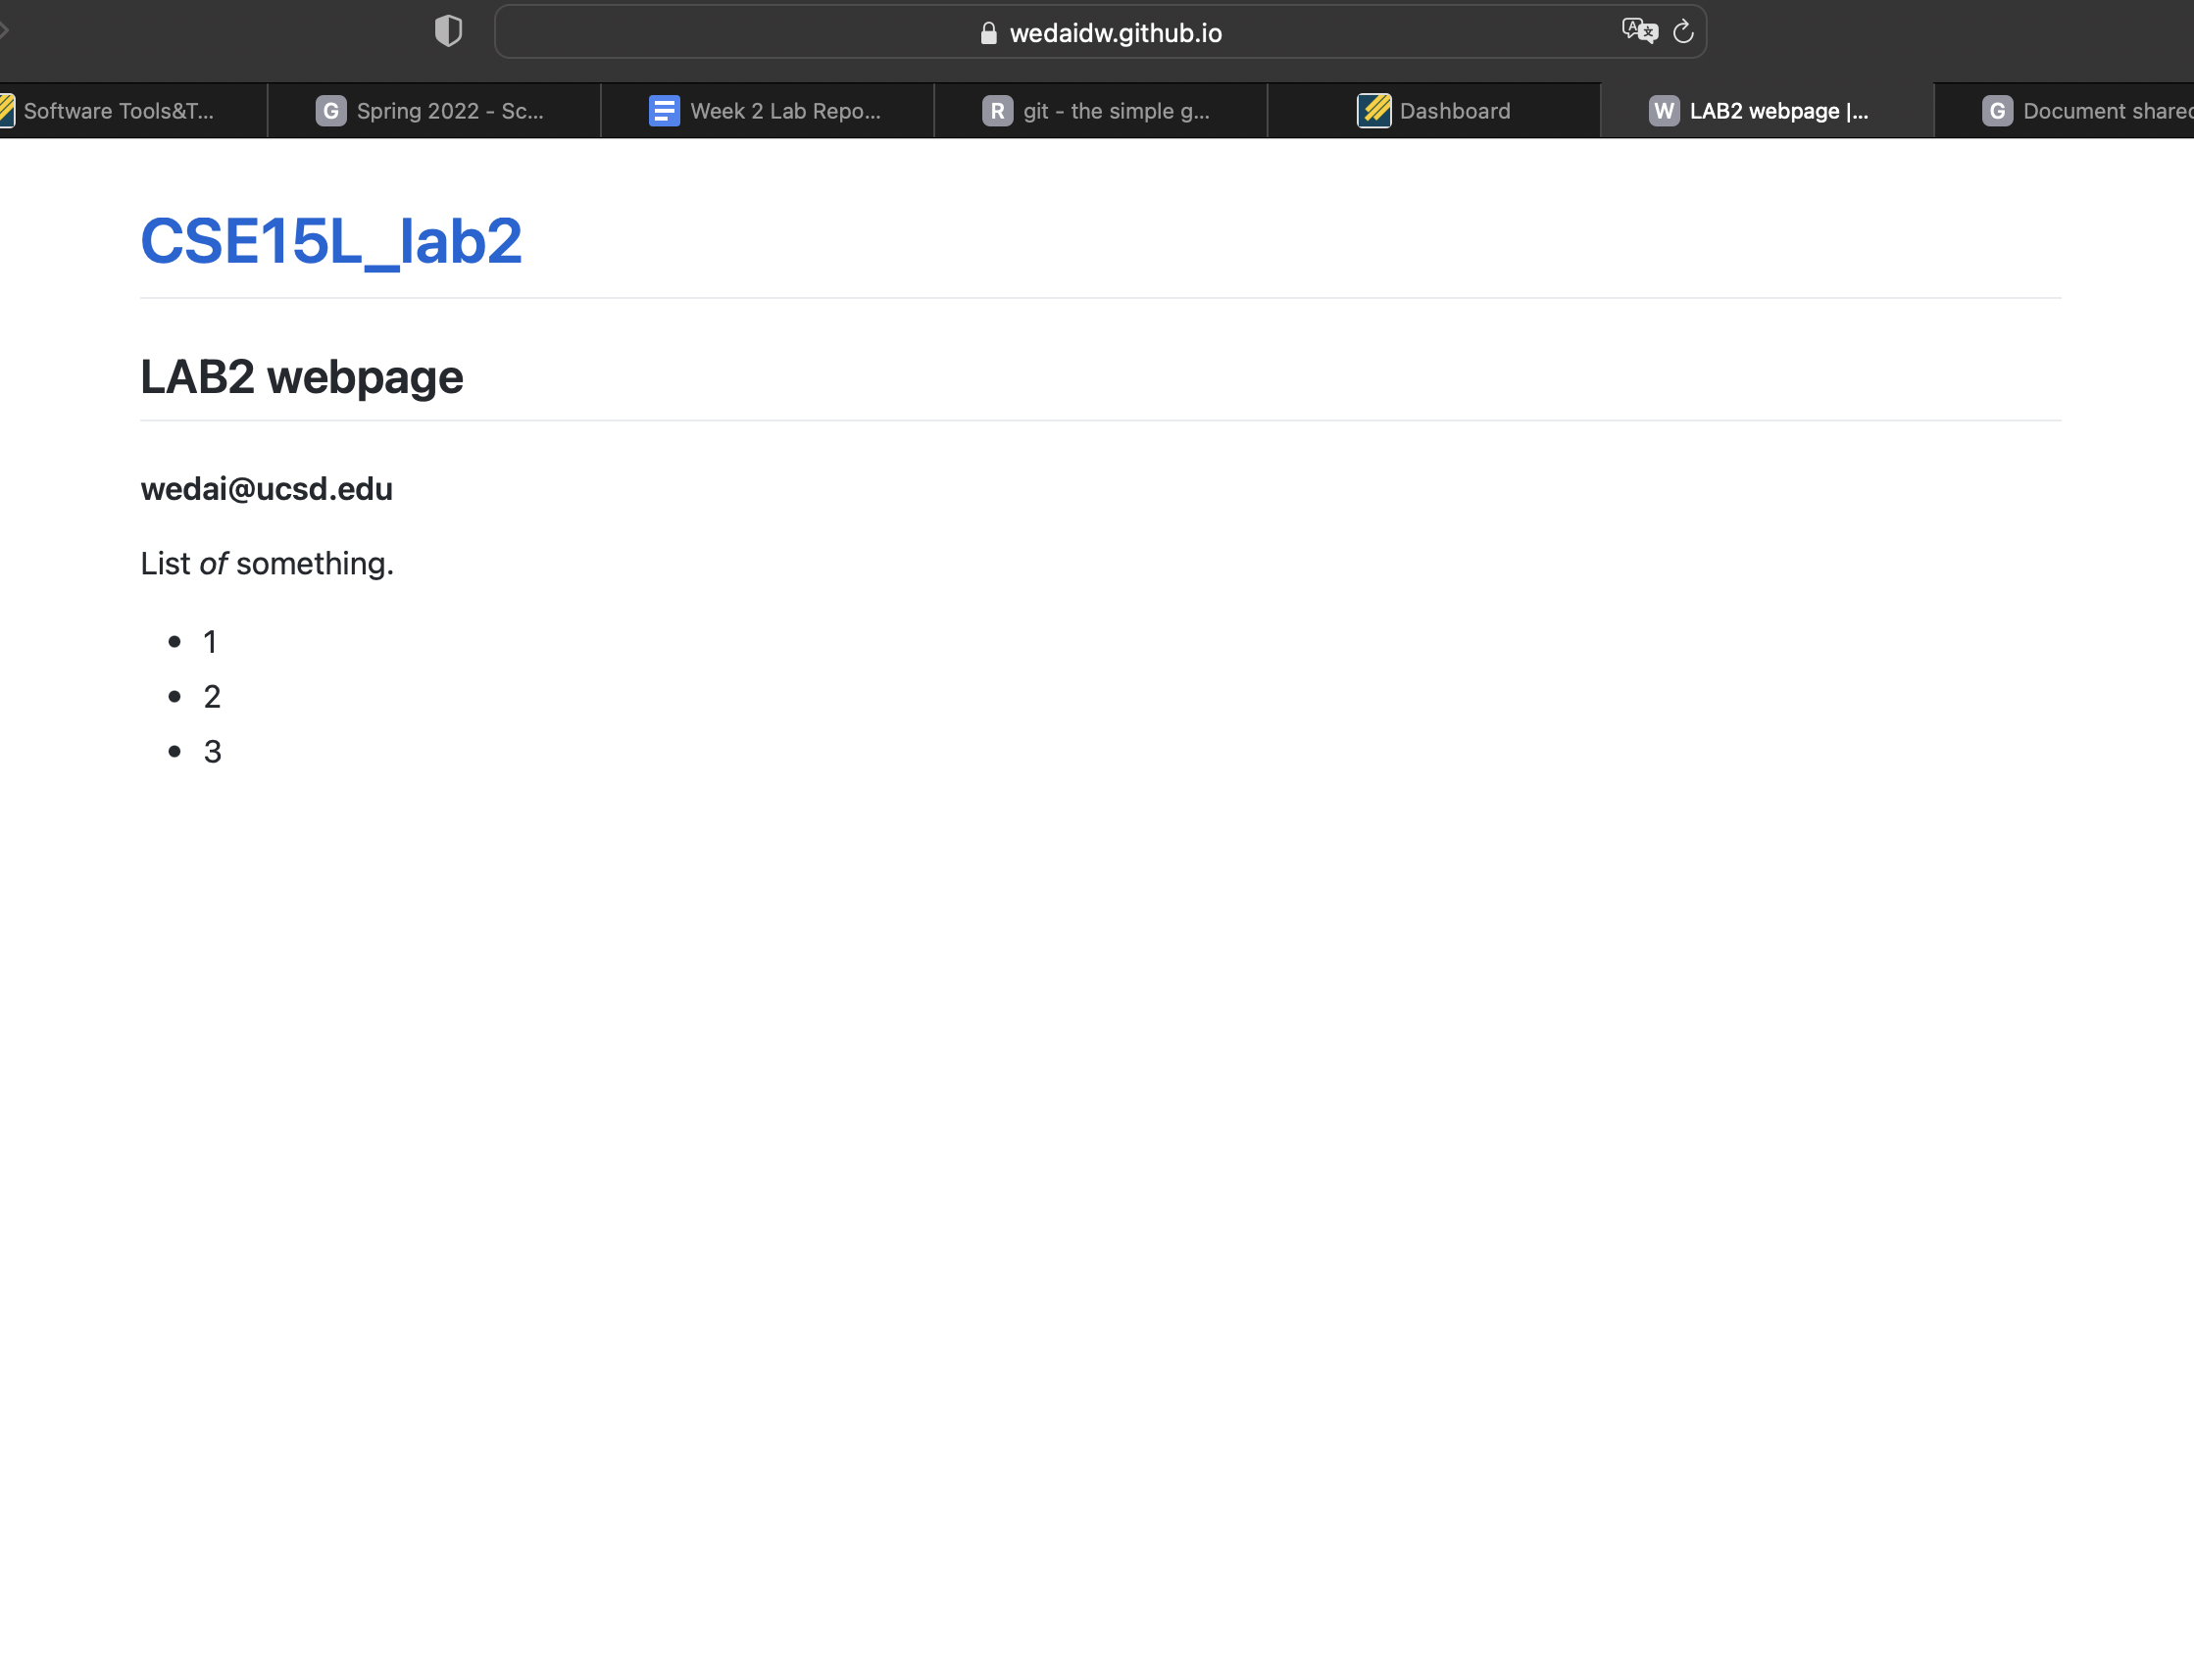 wedaidw.github.io
Software Tools&T... G Spring 2022 - Sc... Week 2 Lab Repo... R git - the simple g... Dashboard W LAB2 webpage |... G Document shared
CSE15L_lab2
LAB2 webpage
wedai@ucsd.edu
List of something.
• 1
• 2
• 3